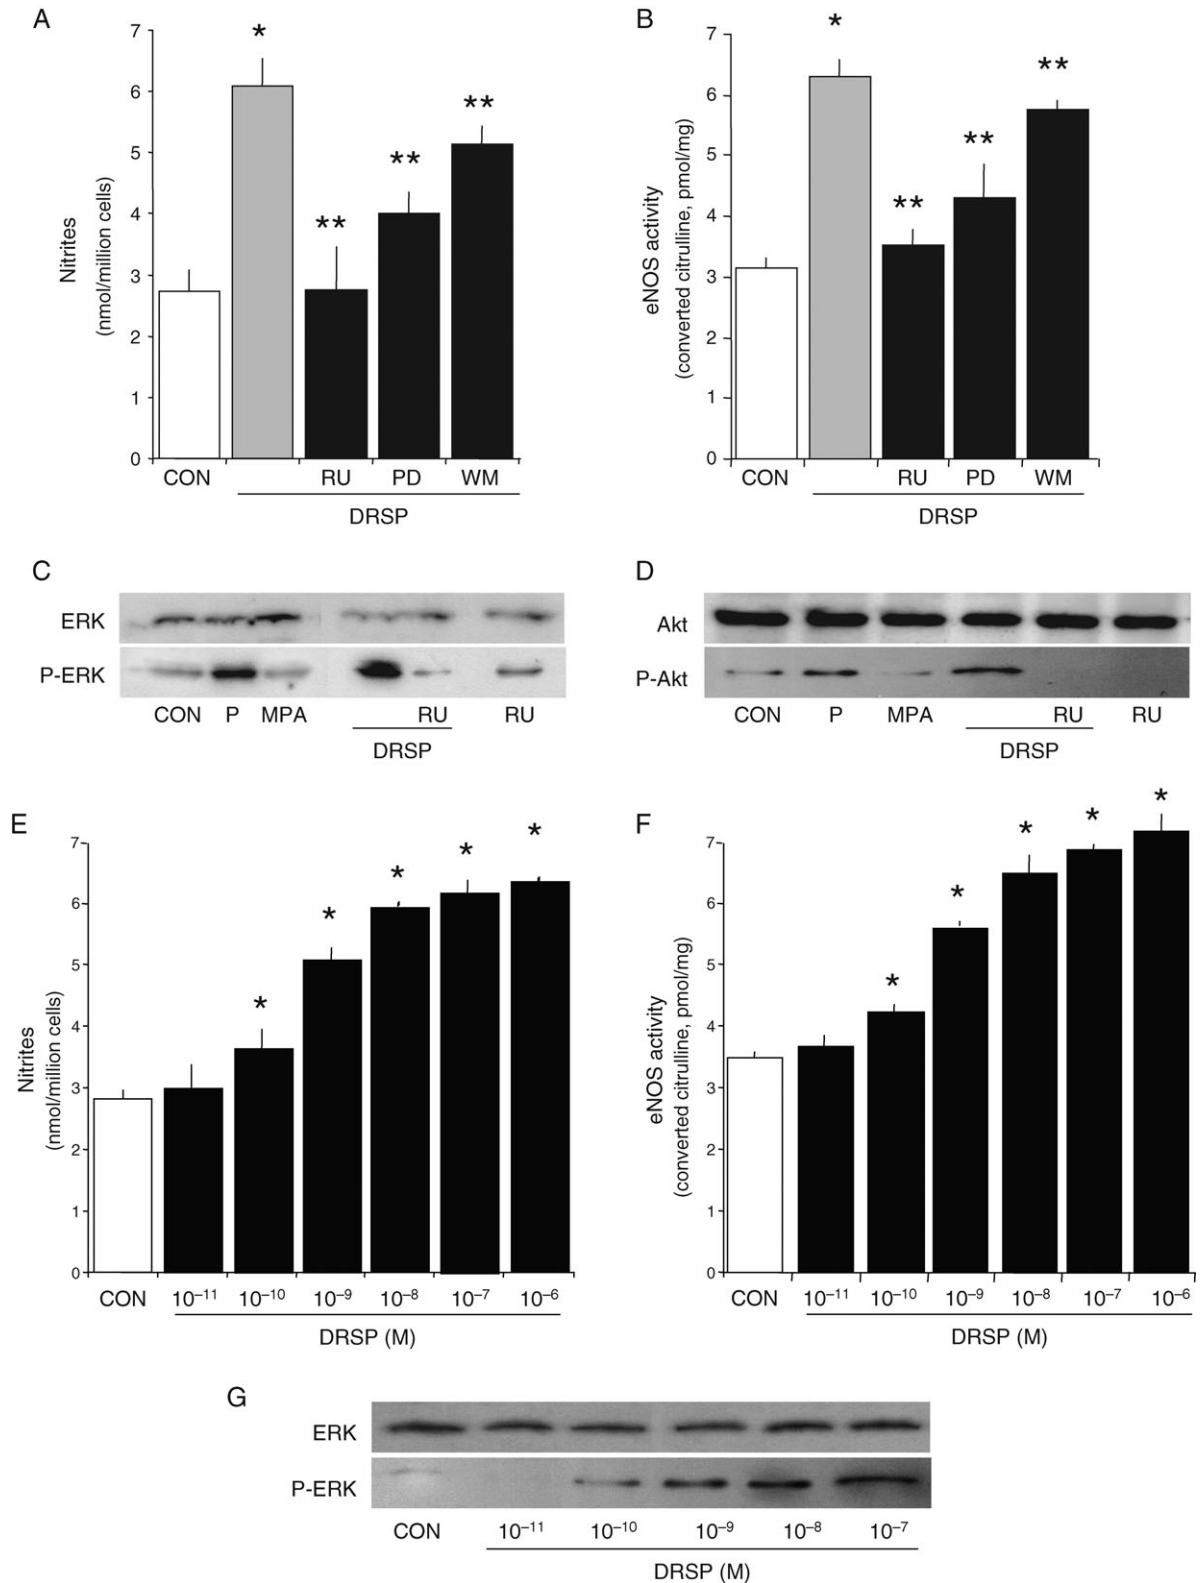 A
7
6
5
4
3
2
1
0
Nitrites
(nmol/million cells)
*
**
**
**
CON RU PD WM
DRSP
B
7
6
5
4
3
2
1
0
eNOS activity
(converted citrulline, pmol/mg)
*
**
**
**
CON RU PD WM
DRSP
C
ERK
P-ERK
CON P MPA RU RU
DRSP
D
Akt
P-Akt
CON P MPA RU RU
DRSP
E
7
6
5
4
3
2
1
0
Nitrites
(nmol/million cells)
*
*
*
*
*
CON 10⁻¹¹ 10⁻¹⁰ 10⁻⁹ 10⁻⁸ 10⁻⁷ 10⁻⁶
DRSP (M)
F
7
6
5
4
3
2
1
0
eNOS activity
(converted citrulline, pmol/mg)
*
*
*
*
*
CON 10⁻¹¹ 10⁻¹⁰ 10⁻⁹ 10⁻⁸ 10⁻⁷ 10⁻⁶
DRSP (M)
G
ERK
P-ERK
CON 10⁻¹¹ 10⁻¹⁰ 10⁻⁹ 10⁻⁸ 10⁻⁷
DRSP (M)